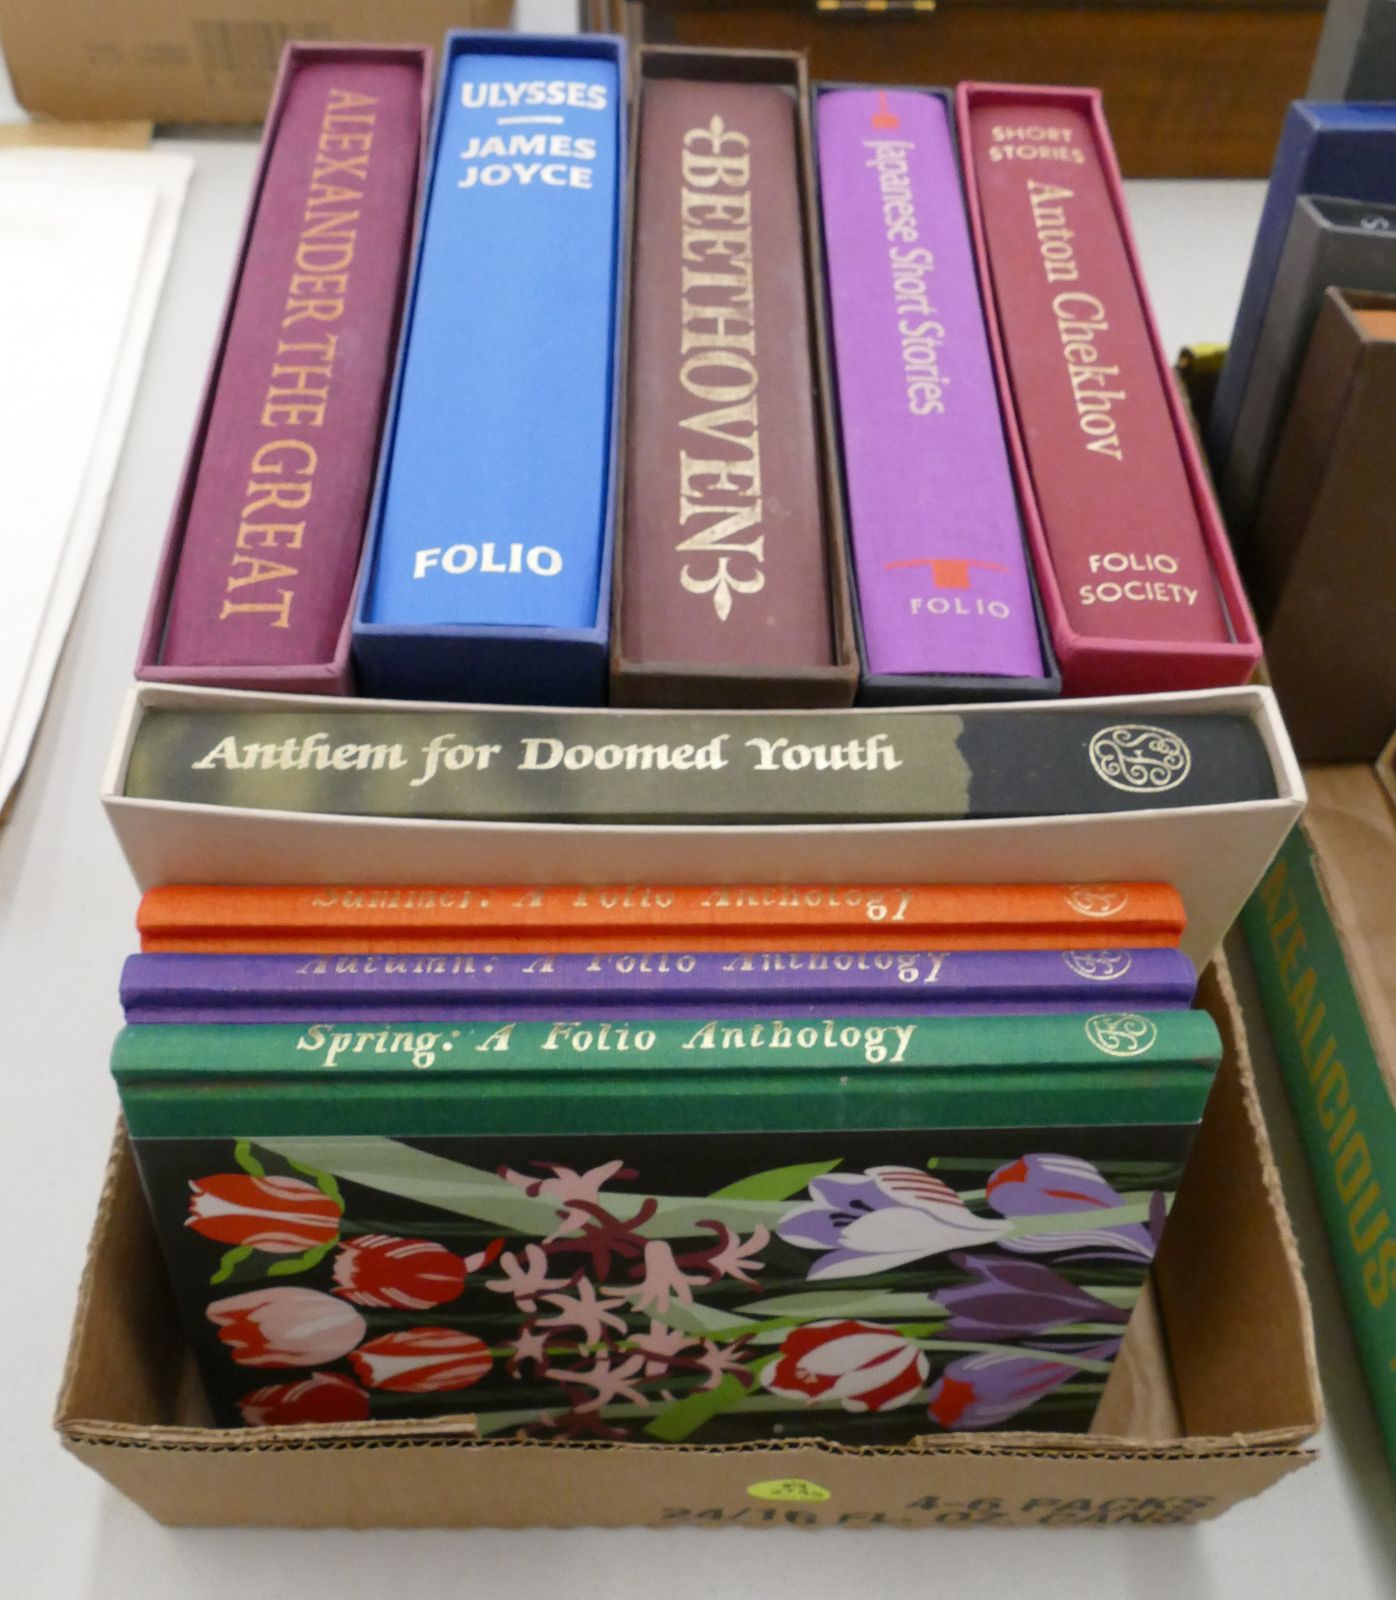 ALEXANDER THE GREAT
ULYSSES
JAMES
JOYCE
FOLIO
BEETHOVEN
Japanese Short Stories
FOLIO
SHORT
STORIES
Anton Chekhov
FOLIO
SOCIETY
Anthem for Doomed Youth
Summer: A Folio Anthology
Autumn: A Folio Anthology
Spring: A Folio Anthology
4-6 PACKS
24/16 FL. OZ. CANS
AZEALICIOUS